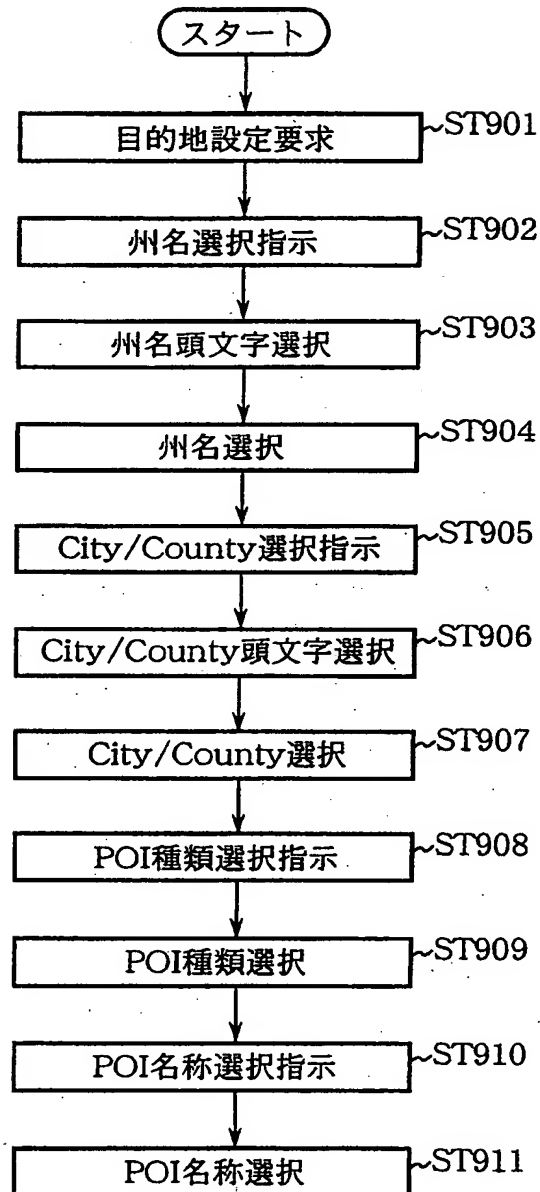 スタート
目的地設定要求 ~ST901
州名選択指示 ~ST902
州名頭文字選択 ~ST903
州名選択 ~ST904
City/County選択指示 ~ST905
City/County頭文字選択 ~ST906
City/County選択 ~ST907
POI種類選択指示 ~ST908
POI種類選択 ~ST909
POI名称選択指示 ~ST910
POI名称選択 ~ST911